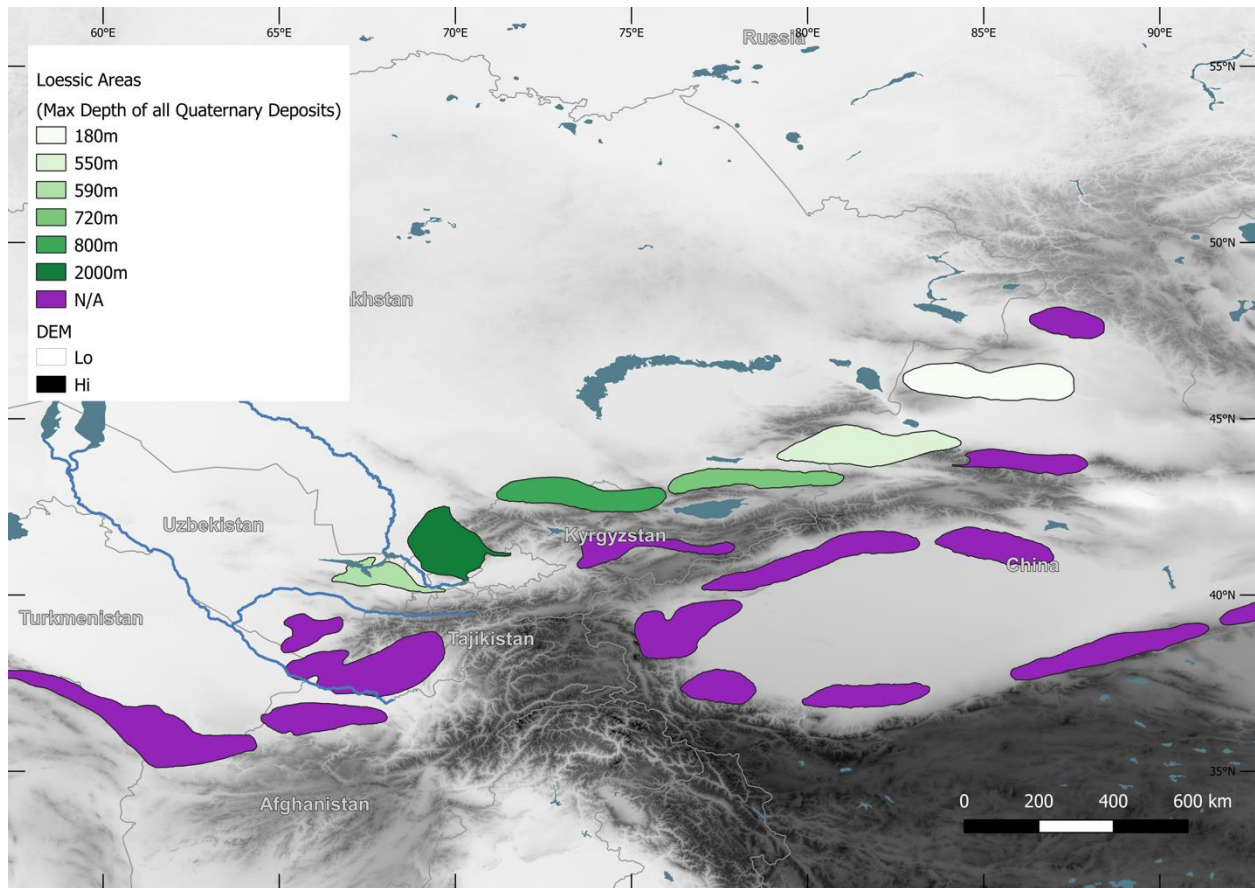 60°E 65°E 70°E 75°E 80°E 85°E 90°E
Russia
55°N
Loessic Areas
(Max Depth of all Quaternary Deposits)
180m
550m
590m
720m
800m
2000m
N/A
DEM
Lo
Hi
50°N
akhstan
45°N
Uzbekistan
Kyrgyzstan
China
40°N
Turkmenistan
Tajikistan
35°N
Afghanistan
0 200 400 600 km